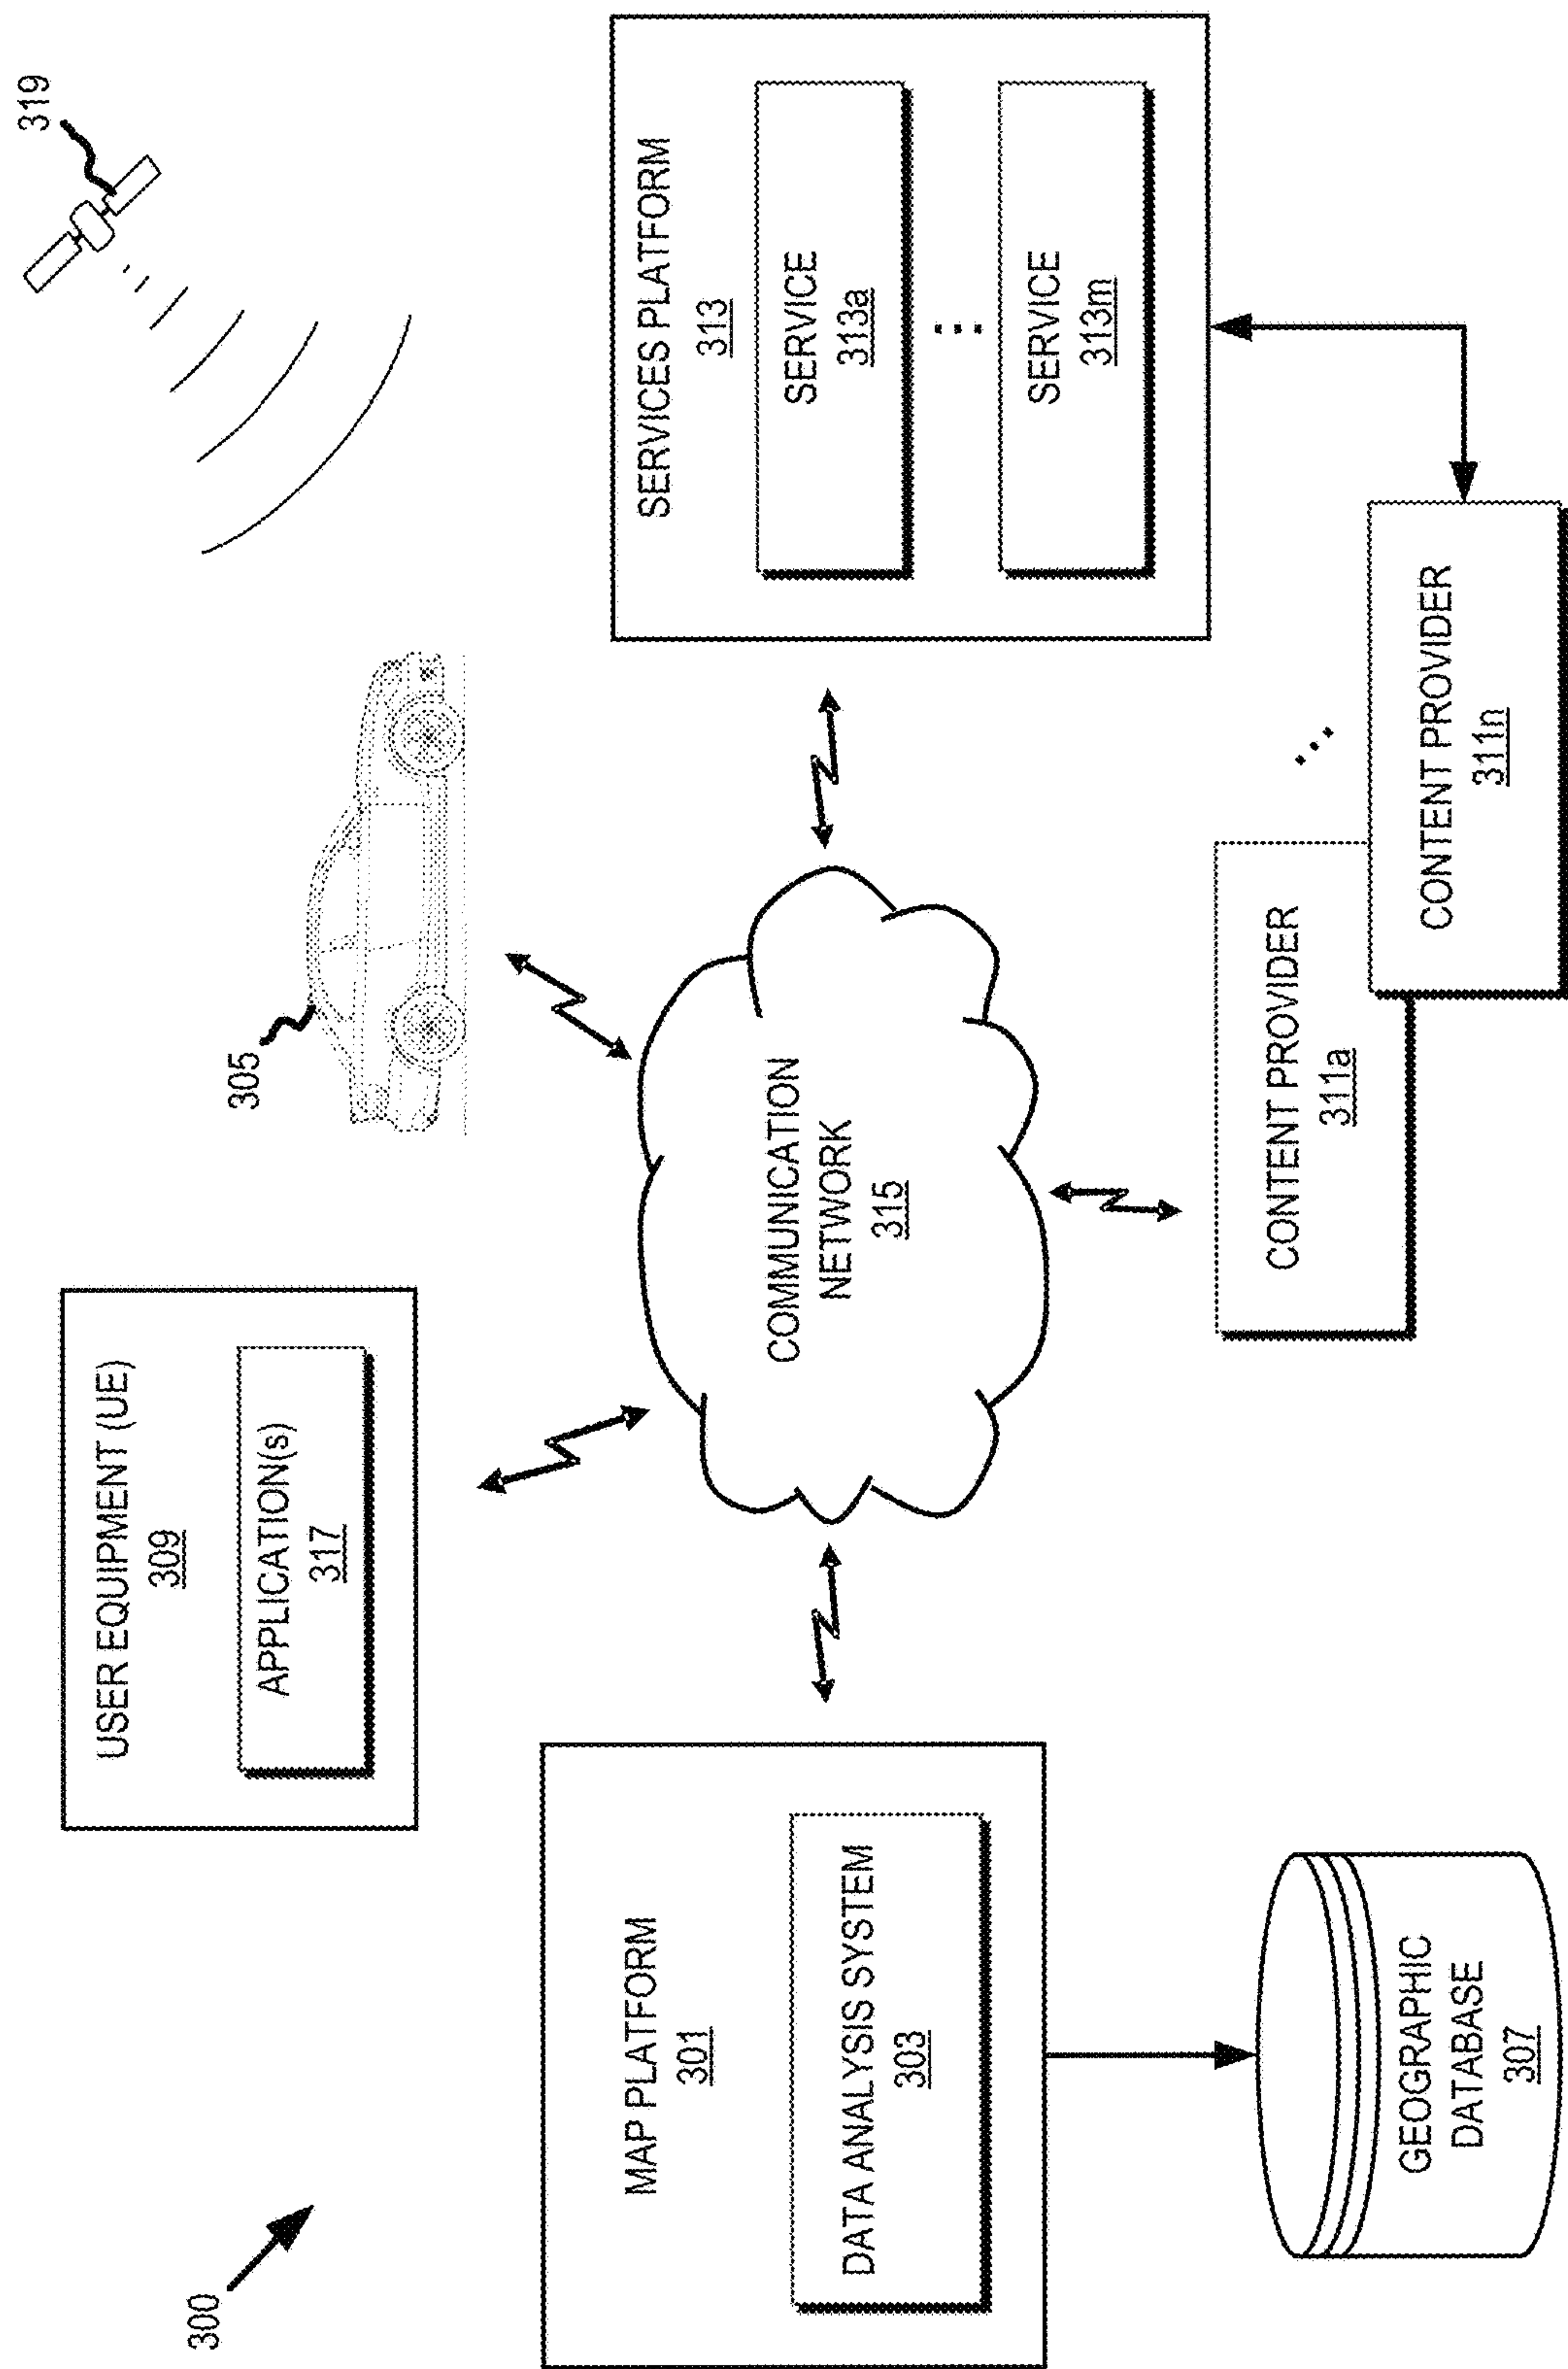 300
USER EQUIPMENT (UE)
309
APPLICATION(s)
317
305
319
MAP PLATFORM
301
DATA ANALYSIS SYSTEM
303
COMMUNICATION
NETWORK
315
SERVICES PLATFORM
313
SERVICE
313a
...
SERVICE
313m
GEOGRAPHIC
DATABASE
307
CONTENT PROVIDER
311a
...
CONTENT PROVIDER
311n